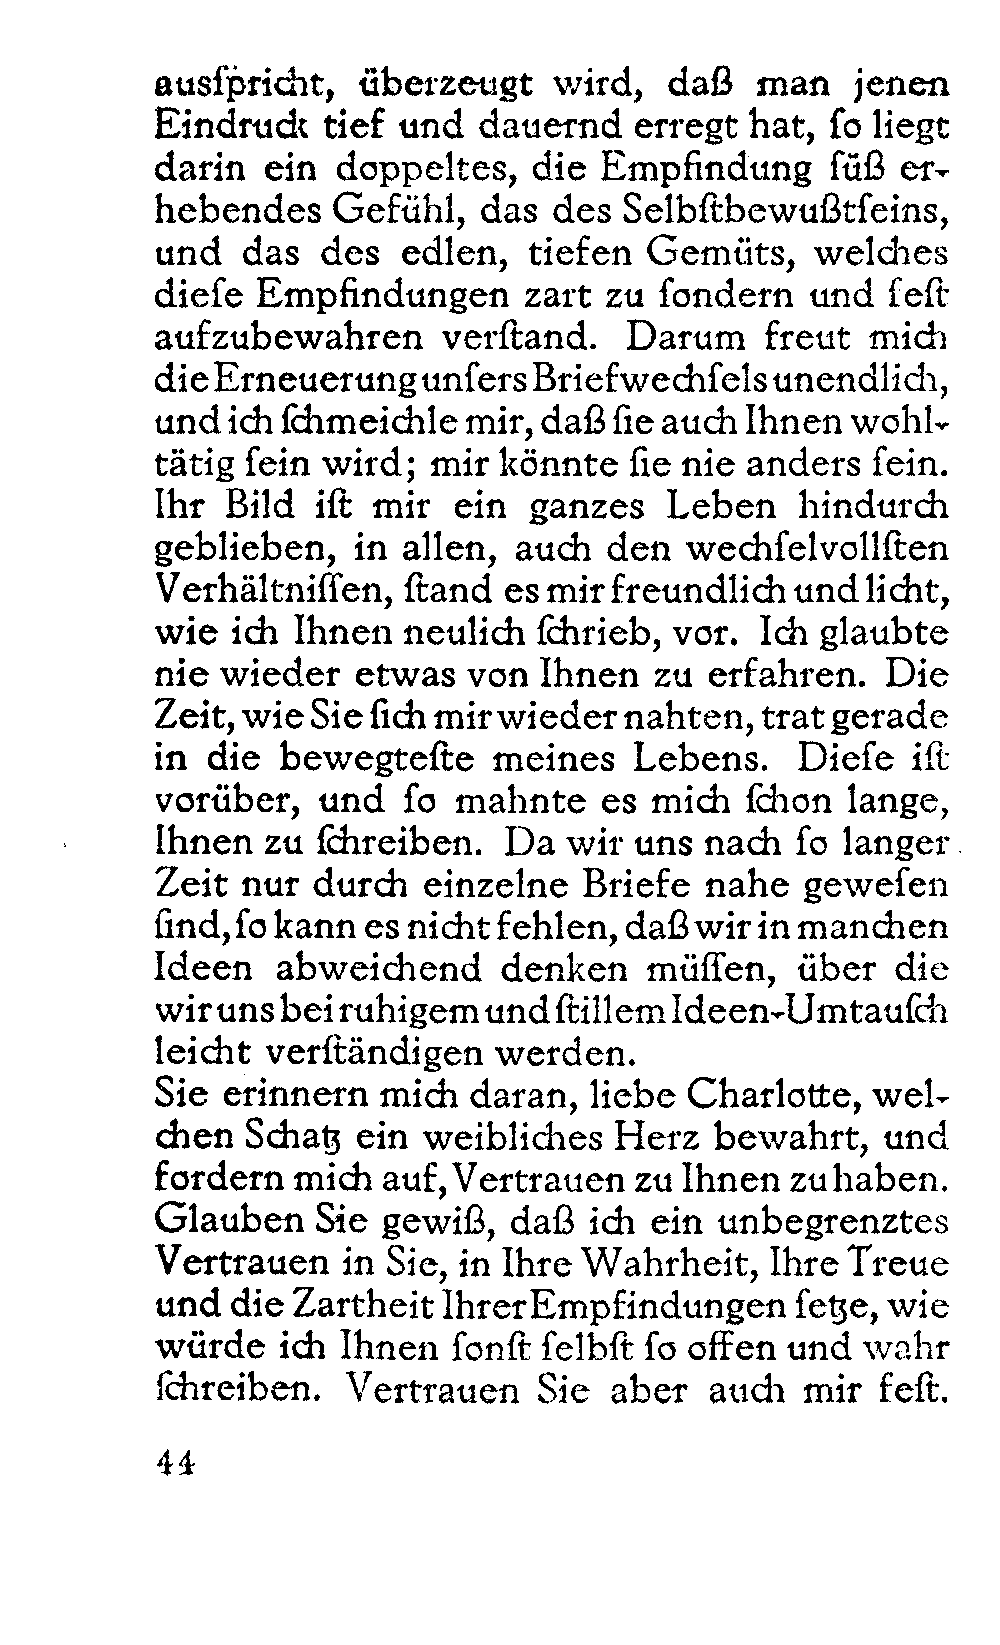 ausſpricht, überzeugt wird, daß man jenen
Eindruck tief und dauernd erregt hat, ſo liegt
darin ein doppeltes, die Empfindung ſüß er-
hebendes Gefühl, das des Selbſtbewußtſeins,
und das des edlen, tiefen Gemüts, welches
dieſe Empfindungen zart zu ſondern und feſt
aufzubewahren verſtand. Darum freut mich
die Erneuerung unſers Briefwechſels unendlich,
und ich ſchmeichle mir, daß ſie auch Ihnen wohl-
tätig ſein wird; mir könnte ſie nie anders ſein.
Ihr Bild iſt mir ein ganzes Leben hindurch
geblieben, in allen, auch den wechſelvollſten
Verhältniſſen, ſtand es mir freundlich und licht,
wie ich Ihnen neulich ſchrieb, vor. Ich glaubte
nie wieder etwas von Ihnen zu erfahren. Die
Zeit, wie Sie ſich mir wieder nahten, trat gerade
in die bewegteſte meines Lebens. Dieſe iſt
vorüber, und ſo mahnte es mich ſchon lange,
Ihnen zu ſchreiben. Da wir uns nach ſo langer
Zeit nur durch einzelne Briefe nahe geweſen
ſind, ſo kann es nicht fehlen, daß wir in manchen
Ideen abweichend denken müſſen, über die
wir uns bei ruhigem und ſtillem Ideen-Umtauſch
leicht verſtändigen werden.
Sie erinnern mich daran, liebe Charlotte, wel-
chen Schatz ein weibliches Herz bewahrt, und
fordern mich auf, Vertrauen zu Ihnen zu haben.
Glauben Sie gewiß, daß ich ein unbegrenztes
Vertrauen in Sie, in Ihre Wahrheit, Ihre Treue
und die Zartheit Ihrer Empfindungen ſetze, wie
würde ich Ihnen ſonſt ſelbſt ſo offen und wahr
ſchreiben. Vertrauen Sie aber auch mir feſt.
44